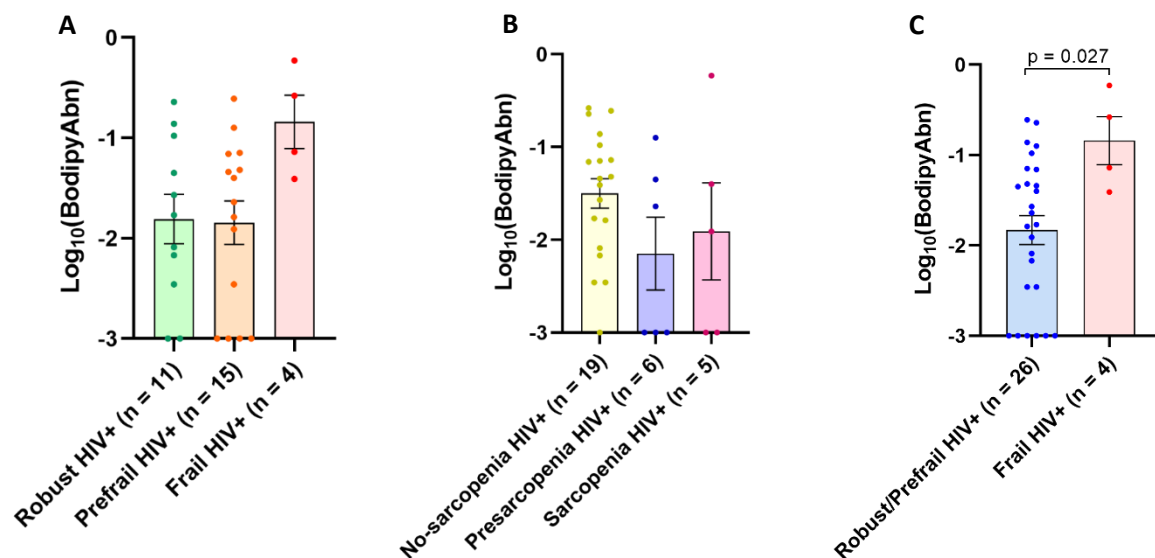 A
Log₁₀(BodipyAbn)
0
-1
-2
-3
Robust HIV+ (n = 11)
Prefrail HIV+ (n = 15)
Frail HIV+ (n = 4)
B
Log₁₀(BodipyAbn)
0
-1
-2
-3
No-sarcopenia HIV+ (n = 19)
Presarcopenia HIV+ (n = 6)
Sarcopenia HIV+ (n = 5)
C
Log₁₀(BodipyAbn)
0
-1
-2
-3
p = 0.027
Robust/Prefrail HIV+ (n = 26)
Frail HIV+ (n = 4)